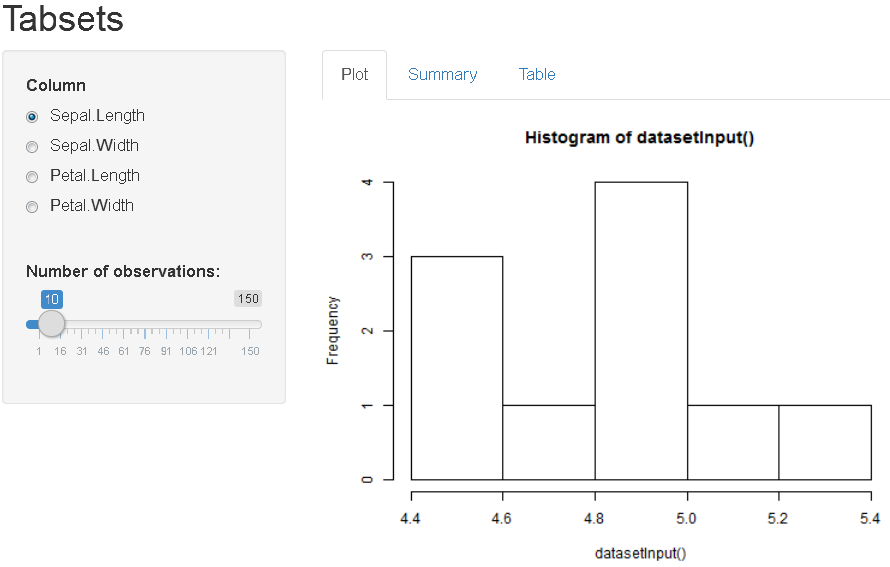 Tabsets
Column
Sepal.Length
Sepal.Width
Petal.Length
Petal.Width
Number of observations:
10 150
1 16 31 46 61 76 91 106 121 150
Plot Summary Table
Histogram of datasetInput()
Frequency
4
3
2
1
0
4.4 4.6 4.8 5.0 5.2 5.4
datasetInput()